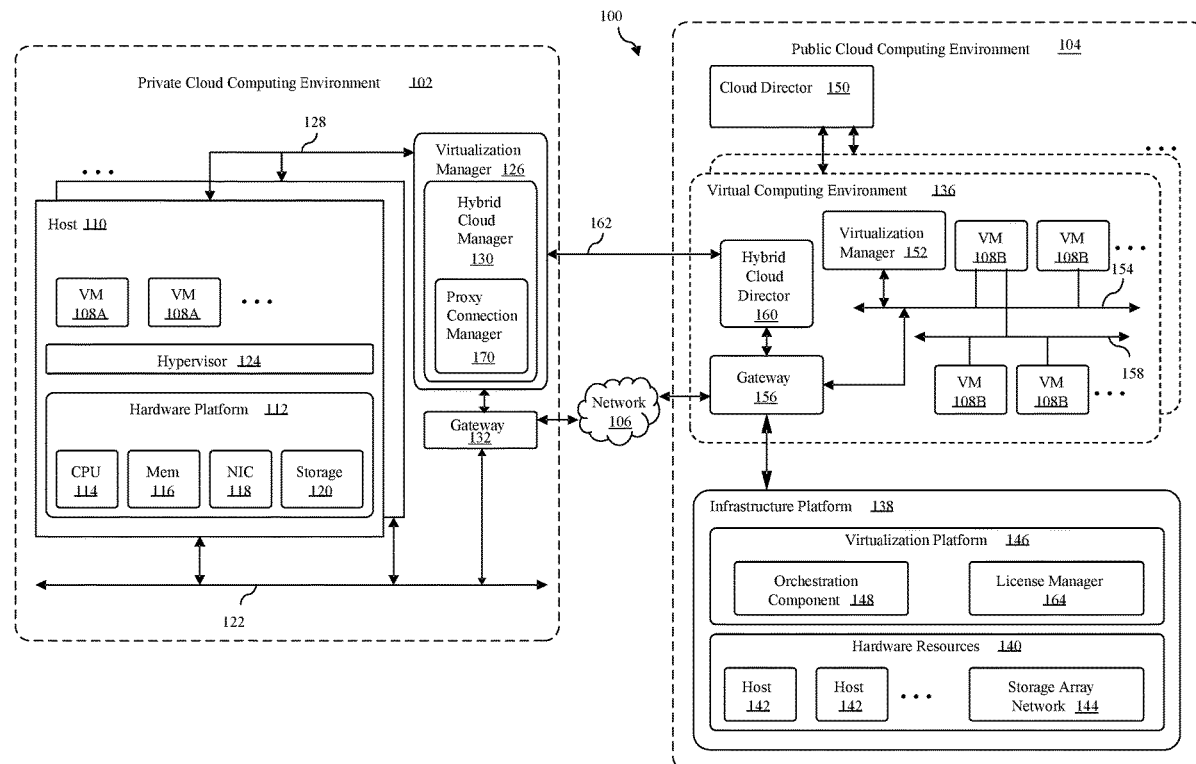 100
Private Cloud Computing Environment 102
128
• • •
Host 110
VM
108A
VM
108A
• • •
Hypervisor 124
Hardware Platform 112
CPU
114
Mem
116
NIC
118
Storage
120
122
Virtualization
Manager 126
Hybrid
Cloud
Manager
130
Proxy
Connection
Manager
170
Gateway
132
162
Network
106
Public Cloud Computing Environment 104
Cloud Director 150
• • •
Virtual Computing Environment 136
Hybrid
Cloud
Director
160
Virtualization
Manager 152
VM
108B
VM
108B
• • •
154
158
Gateway
156
VM
108B
VM
108B
• • •
Infrastructure Platform 138
Virtualization Platform 146
Orchestration
Component 148
License Manager
164
Hardware Resources 140
Host
142
Host
142
• • •
Storage Array
Network 144